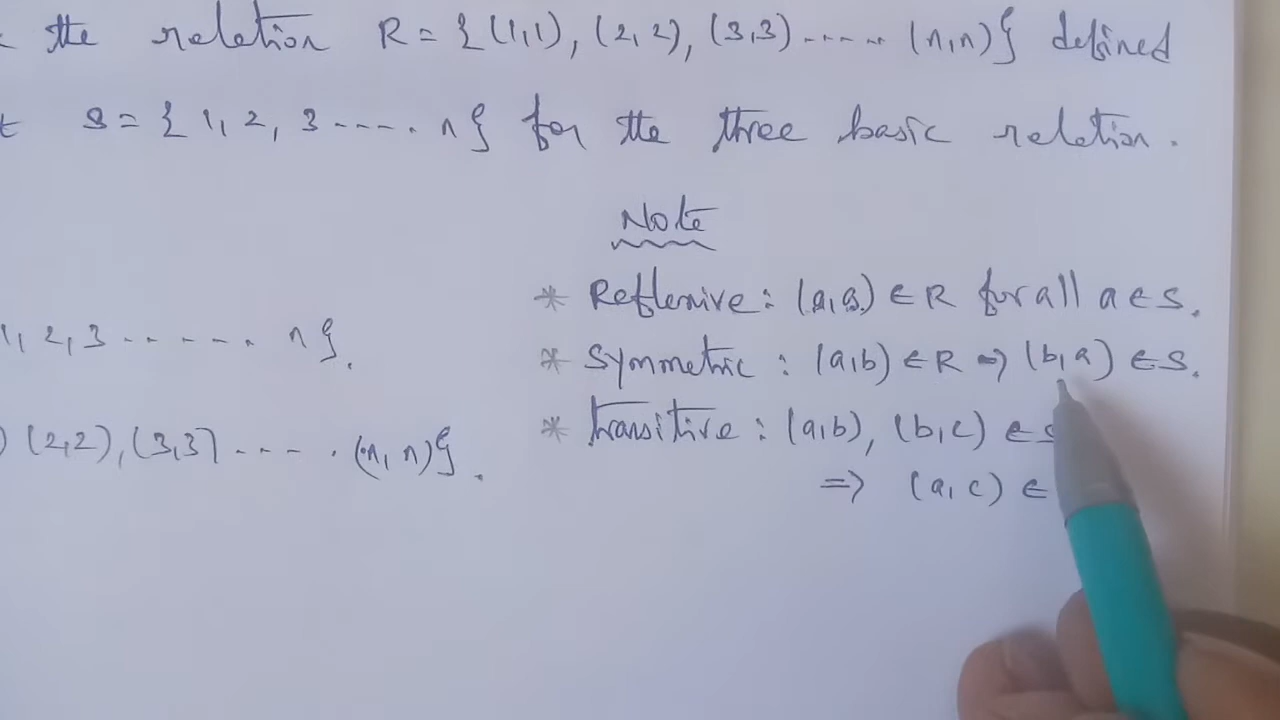 the relation R = {(1,1), (2,2), (3,3) ..... (n,n)} defined
S = {1, 2, 3 ..... n} for the three basic relation.
Note
* Reflexive : (a,a) ∈ R for all a ∈ S.
1, 2, 3 ...... n}.
* Symmetric : (a,b) ∈ R ⇒ (b,a) ∈ S.
* Transitive : (a,b), (b,c) ∈ S
) (2,2), (3,3) ..... (n,n)}.
⇒ (a,c) ∈